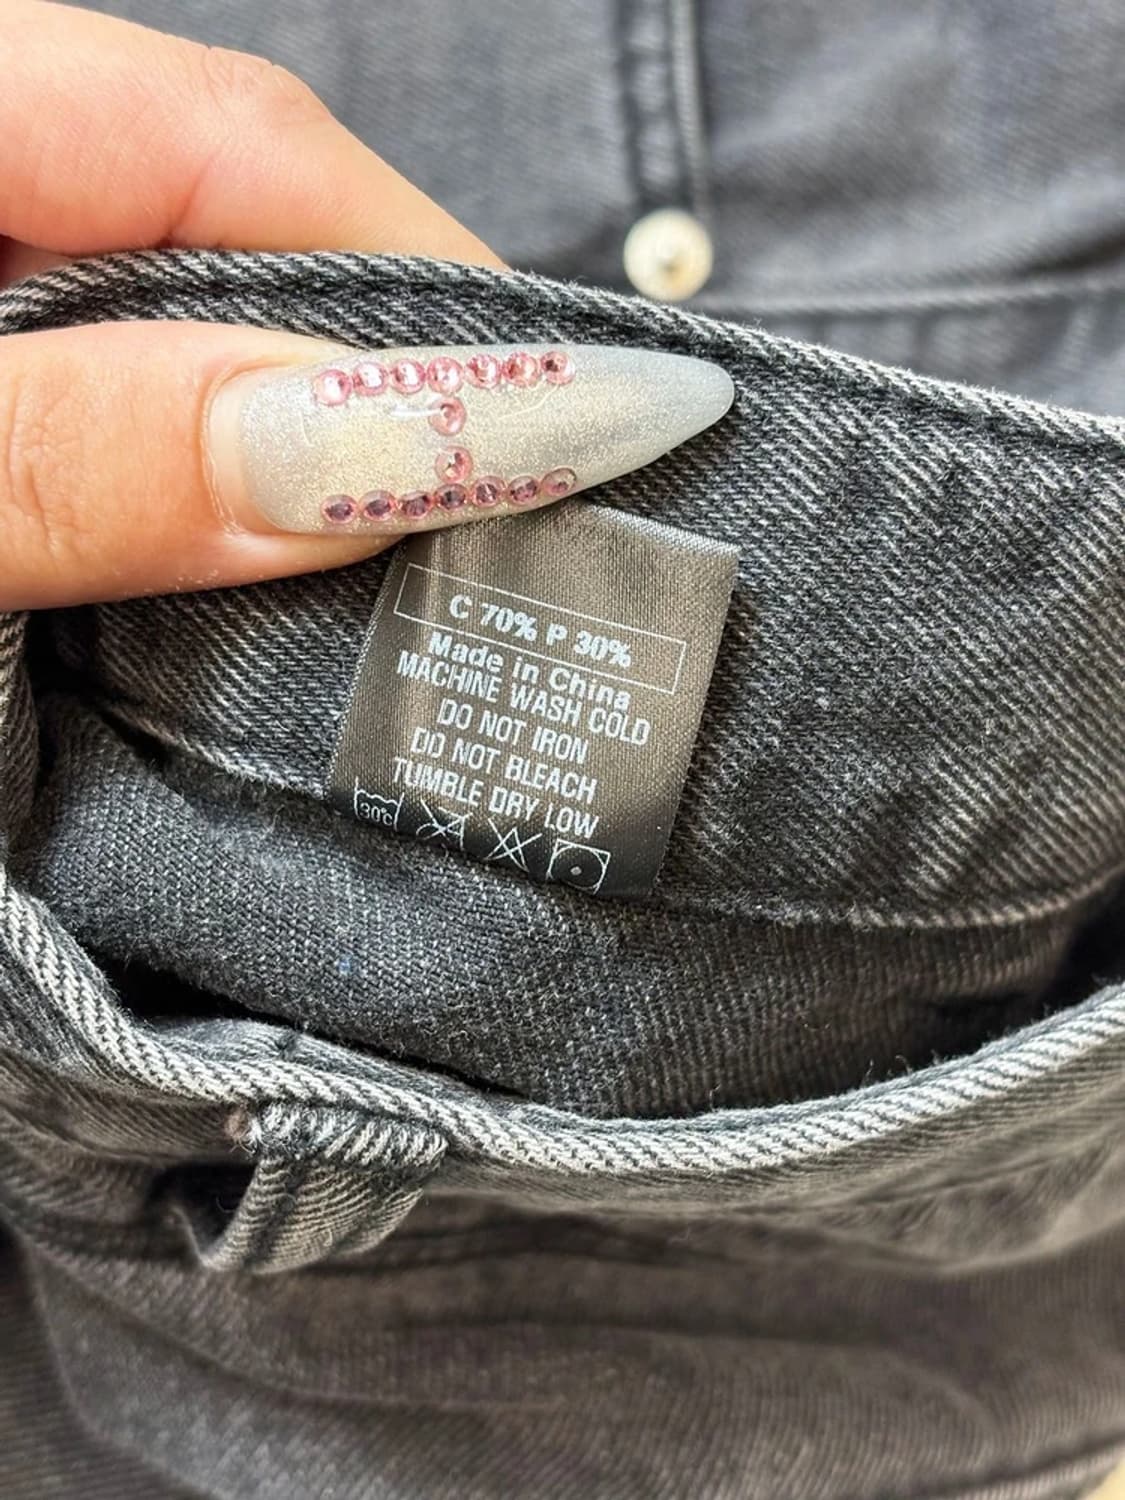 C 70% P 30%
Made in China
MACHINE WASH COLD
DO NOT IRON
DO NOT BLEACH
TUMBLE DRY LOW
30°C